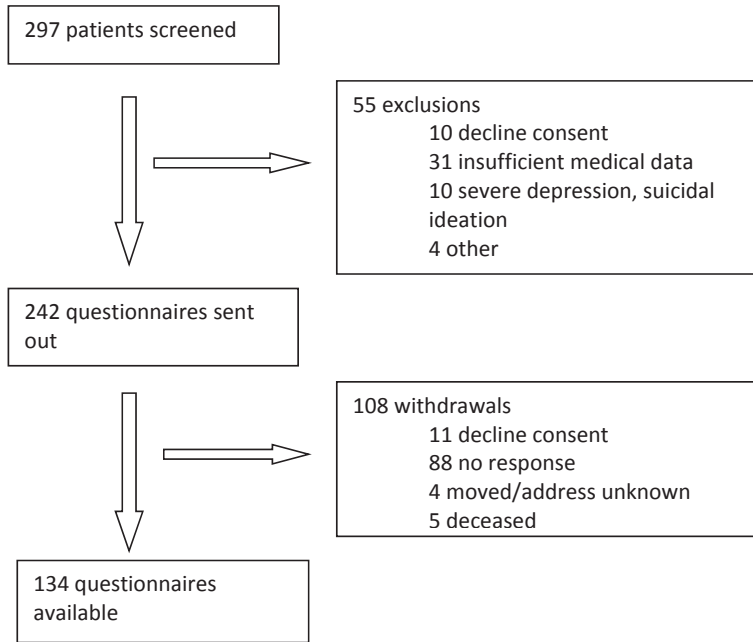 297 patients screened
55 exclusions
10 decline consent
31 insufficient medical data
10 severe depression, suicidal
ideation
4 other
242 questionnaires sent
out
108 withdrawals
11 decline consent
88 no response
4 moved/address unknown
5 deceased
134 questionnaires
available